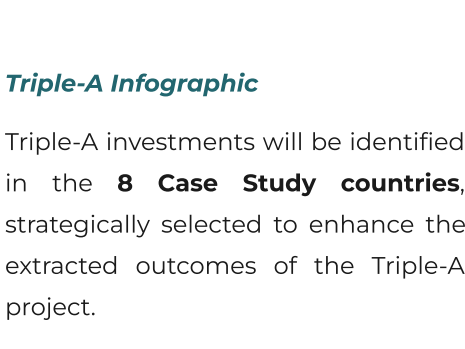 Triple-A Infographic
Triple-A investments will be identified
in the 8 Case Study countries,
strategically selected to enhance the
extracted outcomes of the Triple-A
project.